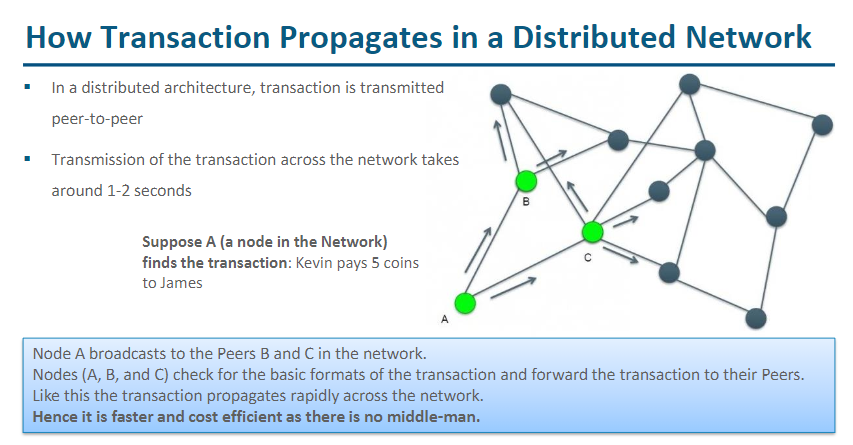 How Transaction Propagates in a Distributed Network
▪ In a distributed architecture, transaction is transmitted
peer-to-peer
▪ Transmission of the transaction across the network takes
around 1-2 seconds
Suppose A (a node in the Network)
finds the transaction: Kevin pays 5 coins
to James
B
C
A
Node A broadcasts to the Peers B and C in the network.
Nodes (A, B, and C) check for the basic formats of the transaction and forward the transaction to their Peers.
Like this the transaction propagates rapidly across the network.
Hence it is faster and cost efficient as there is no middle-man.